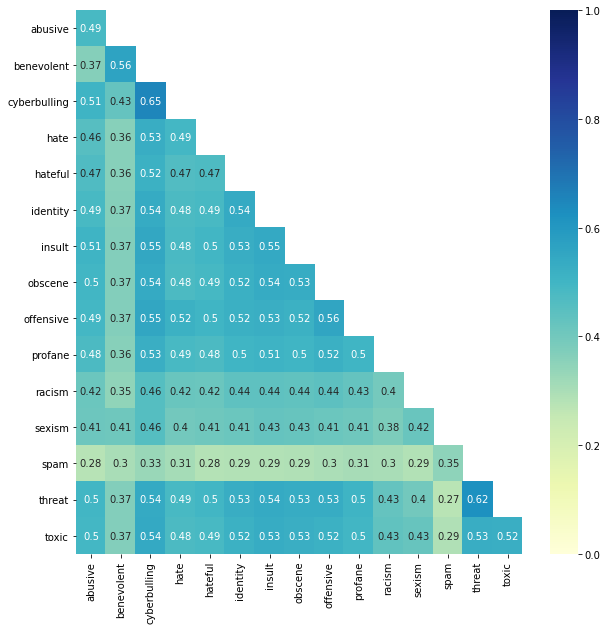 abusive 0.49
benevolent 0.37 0.56
cyberbulling 0.51 0.43 0.65
hate 0.46 0.36 0.53 0.49
hateful 0.47 0.36 0.52 0.47 0.47
identity 0.49 0.37 0.54 0.48 0.49 0.54
insult 0.51 0.37 0.55 0.48 0.5 0.53 0.55
obscene 0.5 0.37 0.54 0.48 0.49 0.52 0.54 0.53
offensive 0.49 0.37 0.55 0.52 0.5 0.52 0.53 0.52 0.56
profane 0.48 0.36 0.53 0.49 0.48 0.5 0.51 0.5 0.52 0.5
racism 0.42 0.35 0.46 0.42 0.42 0.44 0.44 0.44 0.44 0.43 0.4
sexism 0.41 0.41 0.46 0.4 0.41 0.41 0.43 0.43 0.41 0.41 0.38 0.42
spam 0.28 0.3 0.33 0.31 0.28 0.29 0.29 0.29 0.3 0.31 0.3 0.29 0.35
threat 0.5 0.37 0.54 0.49 0.5 0.53 0.54 0.53 0.53 0.5 0.43 0.4 0.27 0.62
toxic 0.5 0.37 0.54 0.48 0.49 0.52 0.53 0.53 0.52 0.5 0.43 0.43 0.29 0.53 0.52
abusive
benevolent
cyberbulling
hate
hateful
identity
insult
obscene
offensive
profane
racism
sexism
spam
threat
toxic
1.0
0.8
0.6
0.4
0.2
0.0